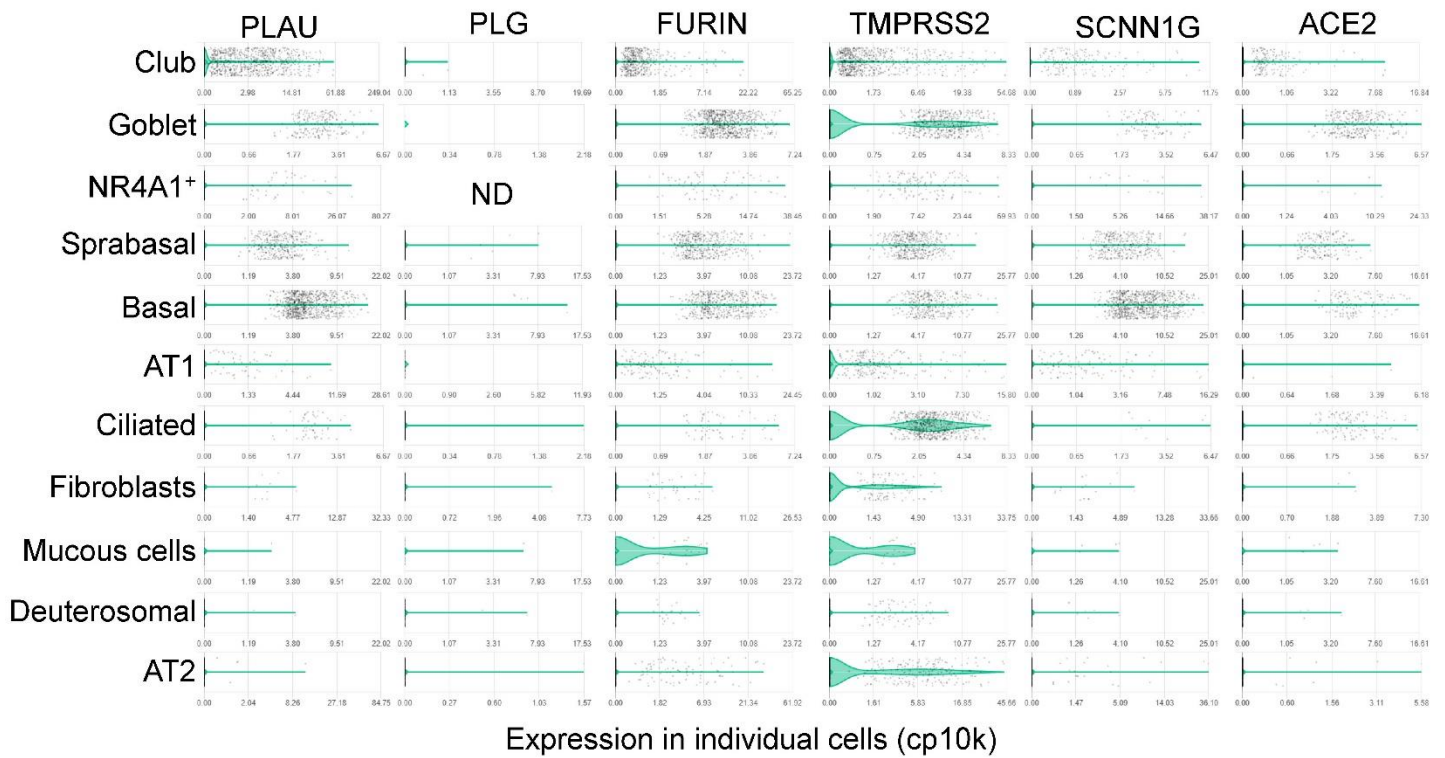 PLAU PLG FURIN TMPRSS2 SCNN1G ACE2
Club
0.00 2.98 14.81 61.88 249.04 0.00 1.13 3.55 8.70 19.69 0.00 1.85 7.14 22.22 65.25 0.00 1.73 6.46 19.38 54.68 0.00 0.89 2.57 5.75 11.75 0.00 1.12 3.22 7.68 16.84
Goblet
0.00 0.66 1.77 3.61 6.67 0.00 0.34 0.78 1.38 2.18 0.00 0.69 1.87 3.86 7.24 0.00 0.75 2.05 4.34 8.33 0.00 0.65 1.73 3.52 6.47 0.00 0.65 1.75 3.56 6.57
NR4A1⁺ ND
0.00 2.00 8.01 26.07 80.27 0.00 1.51 5.28 14.74 38.46 0.00 1.90 7.42 23.44 69.93 0.00 1.50 5.26 14.66 38.17 0.00 1.24 4.03 10.29 24.33
Sprabasal
0.00 1.19 3.80 9.51 22.02 0.00 1.07 3.31 7.93 17.53 0.00 1.23 3.97 10.08 23.72 0.00 1.27 4.17 10.77 25.77 0.00 1.26 4.10 10.52 25.01 0.00 1.05 3.20 7.60 16.61
Basal
0.00 1.19 3.80 9.51 22.02 0.00 1.07 3.31 7.93 17.53 0.00 1.23 3.97 10.08 23.72 0.00 1.27 4.17 10.77 25.77 0.00 1.26 4.10 10.52 25.01 0.00 1.05 3.20 7.60 16.61
AT1
0.00 1.33 4.44 11.59 28.61 0.00 0.90 2.60 5.82 11.93 0.00 1.25 4.04 10.33 24.45 0.00 1.02 3.10 7.30 15.80 0.00 1.04 3.16 7.48 16.29 0.00 0.64 1.68 3.39 6.18
Ciliated
0.00 0.66 1.77 3.61 6.67 0.00 0.34 0.78 1.38 2.18 0.00 0.69 1.87 3.86 7.24 0.00 0.75 2.05 4.34 8.33 0.00 0.65 1.73 3.52 6.47 0.00 0.65 1.75 3.56 6.57
Fibroblasts
0.00 1.40 4.77 12.87 32.33 0.00 0.72 1.96 4.06 7.73 0.00 1.29 4.25 11.02 26.53 0.00 1.43 4.90 13.31 33.75 0.00 1.43 4.89 13.28 33.66 0.00 0.70 1.88 3.89 7.30
Mucous cells
0.00 1.19 3.80 9.51 22.02 0.00 1.07 3.31 7.93 17.53 0.00 1.23 3.97 10.08 23.72 0.00 1.27 4.17 10.77 25.77 0.00 1.26 4.10 10.52 25.01 0.00 1.05 3.20 7.60 16.61
Deuterosomal
0.00 1.19 3.80 9.51 22.02 0.00 1.07 3.31 7.93 17.53 0.00 1.23 3.97 10.08 23.72 0.00 1.27 4.17 10.77 25.77 0.00 1.26 4.10 10.52 25.01 0.00 1.05 3.20 7.60 16.61
AT2
0.00 2.04 8.26 27.18 84.75 0.00 0.27 0.60 1.03 1.57 0.00 1.82 6.93 21.34 61.92 0.00 1.61 5.83 16.85 45.66 0.00 1.47 5.09 14.03 36.10 0.00 0.60 1.56 3.11 5.58
Expression in individual cells (cp10k)